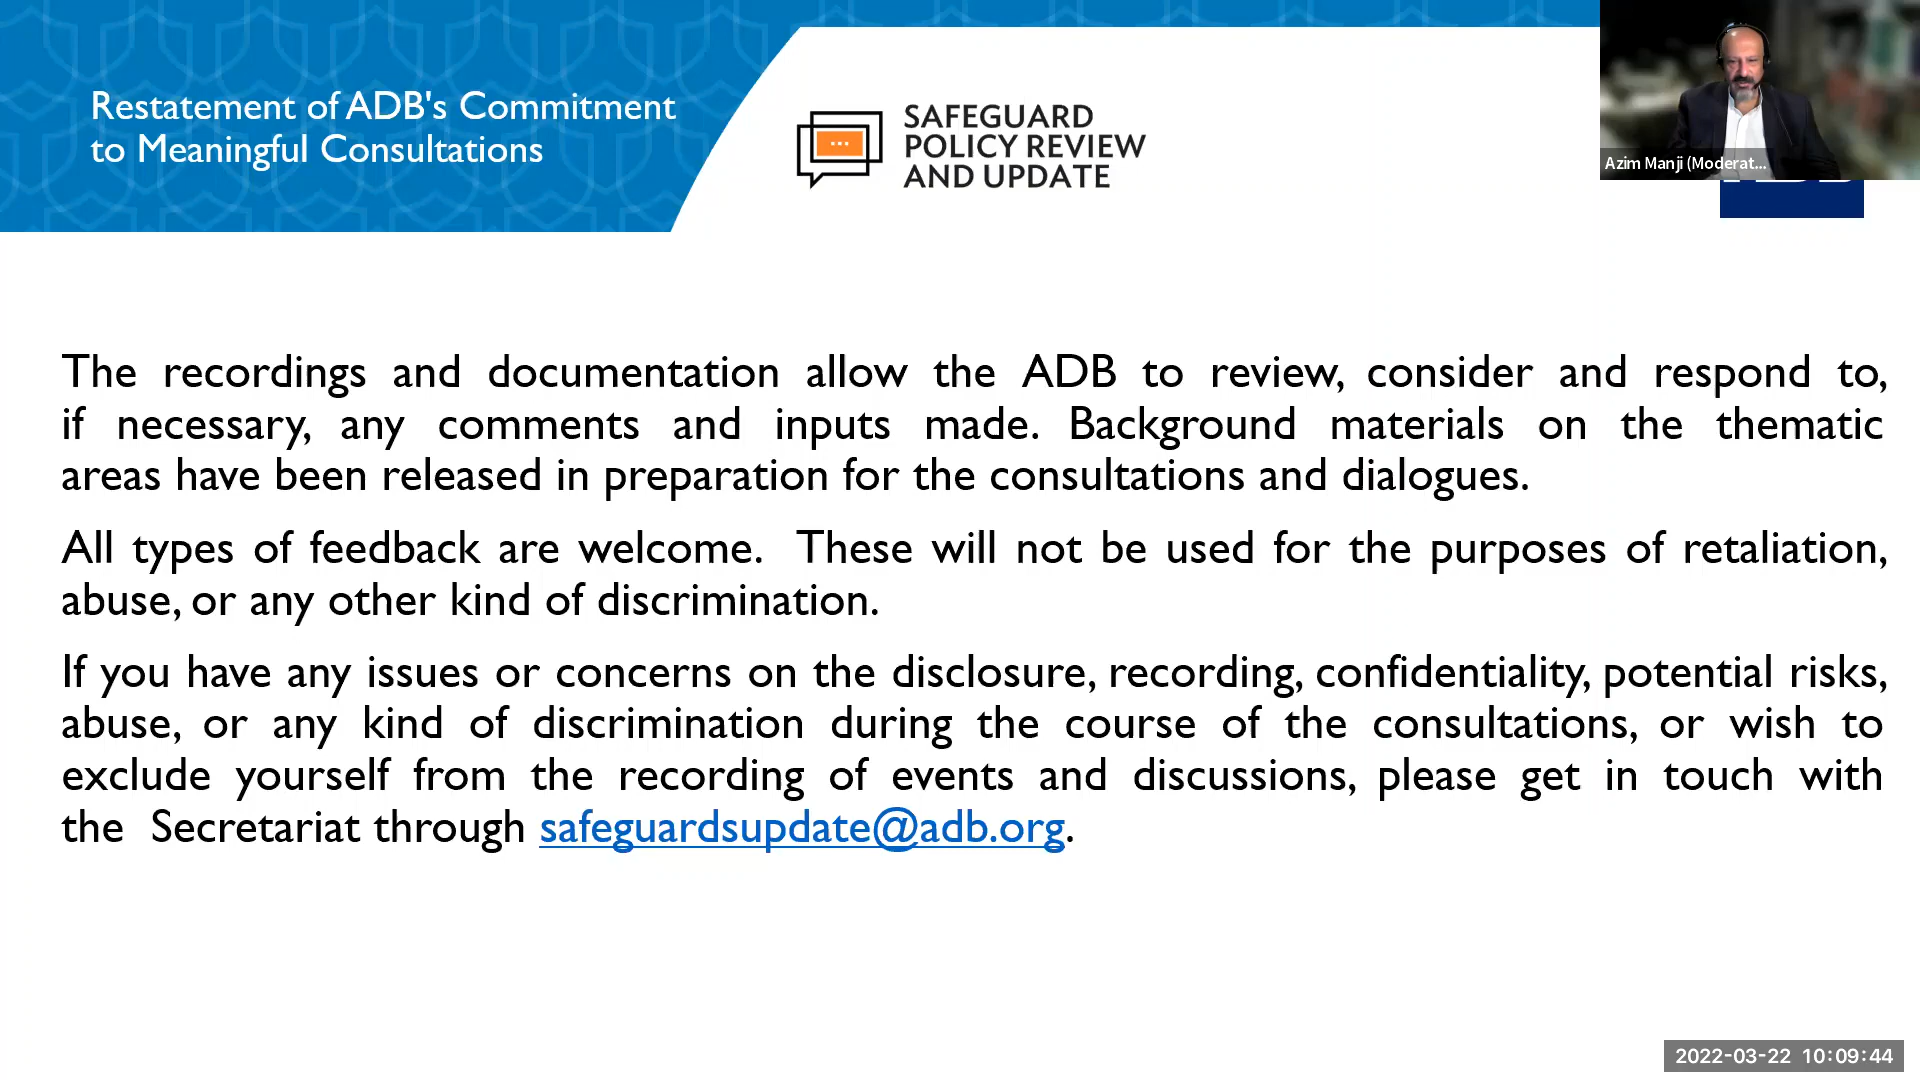 Restatement of ADB's Commitment
to Meaningful Consultations
SAFEGUARD
POLICY REVIEW
AND UPDATE
Azim Manji (Moderat...
The recordings and documentation allow the ADB to review, consider and respond to,
if necessary, any comments and inputs made. Background materials on the thematic
areas have been released in preparation for the consultations and dialogues.
All types of feedback are welcome. These will not be used for the purposes of retaliation,
abuse, or any other kind of discrimination.
If you have any issues or concerns on the disclosure, recording, confidentiality, potential risks,
abuse, or any kind of discrimination during the course of the consultations, or wish to
exclude yourself from the recording of events and discussions, please get in touch with
the Secretariat through safeguardsupdate@adb.org.
2022-03-22 10:09:44